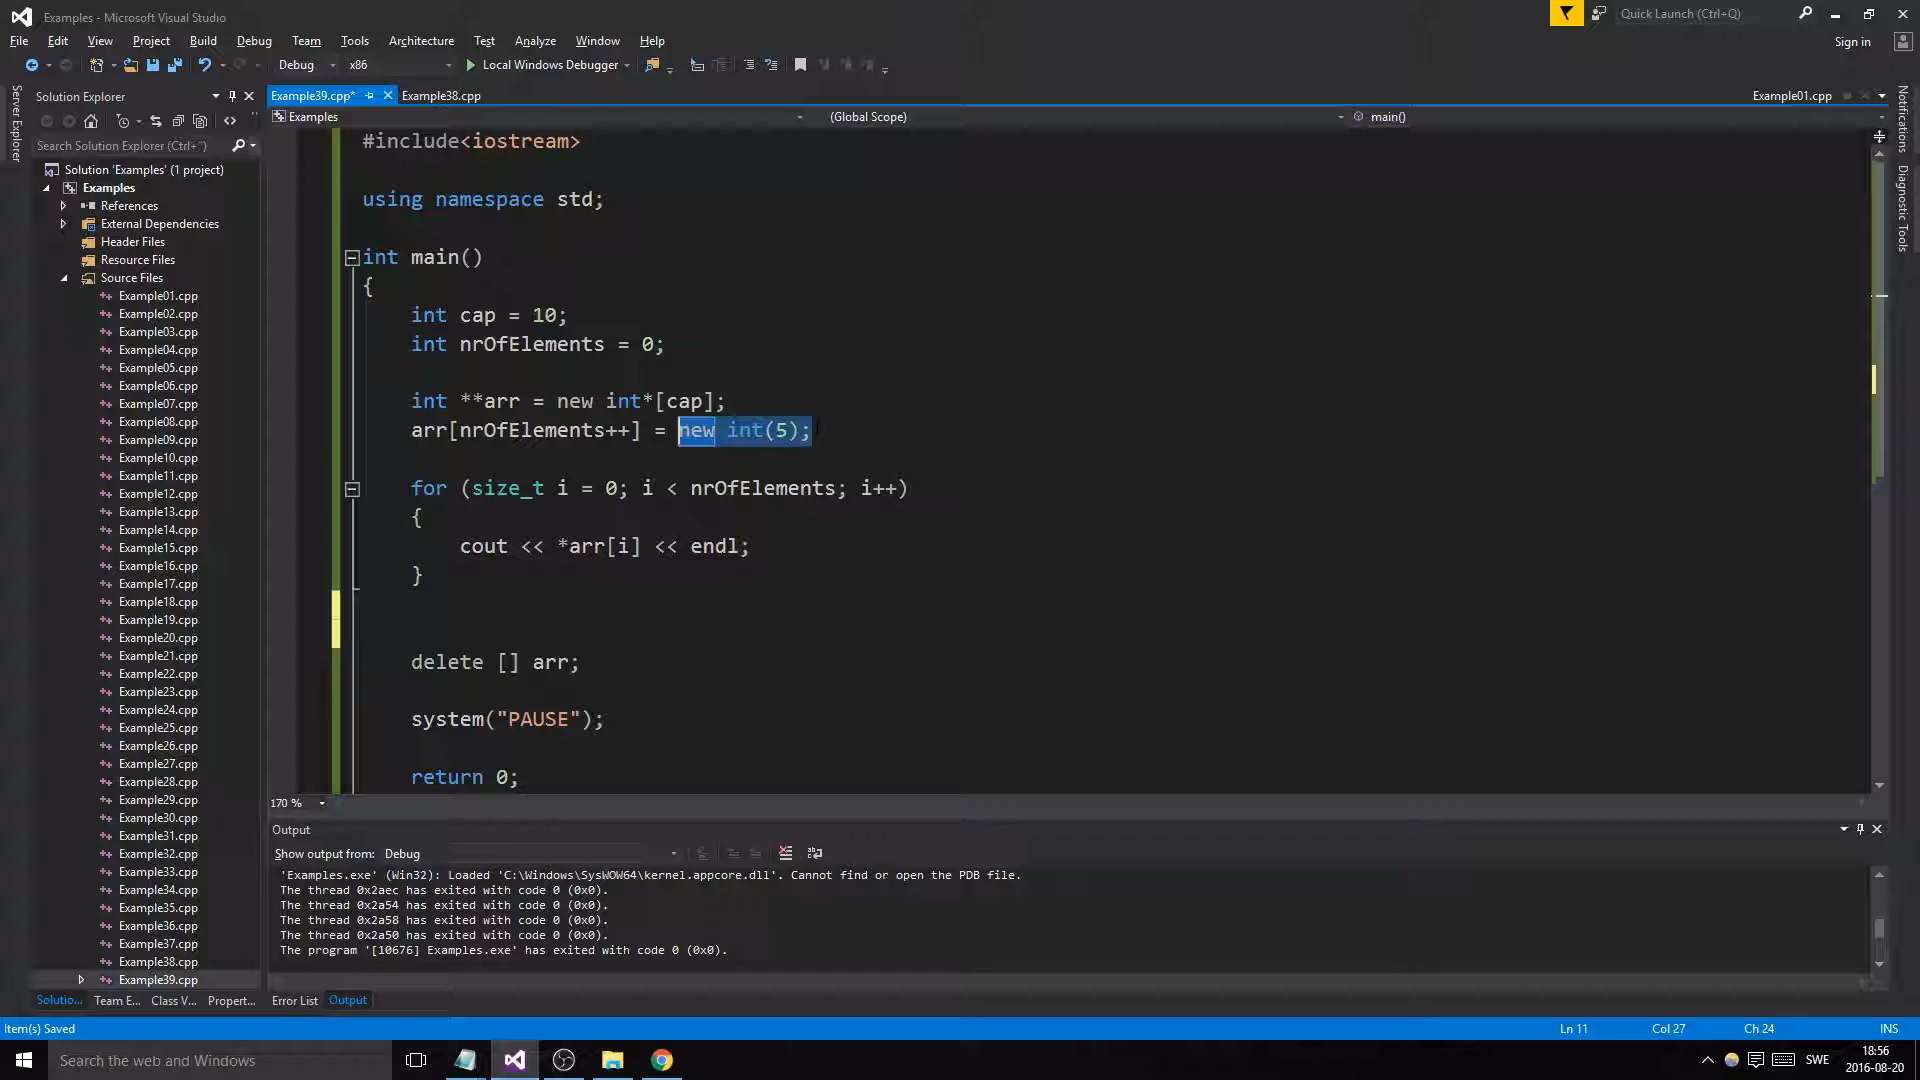 Examples - Microsoft Visual Studio
Quick Launch (Ctrl+Q)
File Edit View Project Build Debug Team Tools Architecture Test Analyze Window Help
Sign in
Debug x86 Local Windows Debugger
Server Explorer
Solution Explorer
Search Solution Explorer (Ctrl+¨)
Solution 'Examples' (1 project)
Examples
References
External Dependencies
Header Files
Resource Files
Source Files
Example01.cpp
Example02.cpp
Example03.cpp
Example04.cpp
Example05.cpp
Example06.cpp
Example07.cpp
Example08.cpp
Example09.cpp
Example10.cpp
Example11.cpp
Example12.cpp
Example13.cpp
Example14.cpp
Example15.cpp
Example16.cpp
Example17.cpp
Example18.cpp
Example19.cpp
Example20.cpp
Example21.cpp
Example22.cpp
Example23.cpp
Example24.cpp
Example25.cpp
Example26.cpp
Example27.cpp
Example28.cpp
Example29.cpp
Example30.cpp
Example31.cpp
Example32.cpp
Example33.cpp
Example34.cpp
Example35.cpp
Example36.cpp
Example37.cpp
Example38.cpp
Example39.cpp
Solutio... Team E... Class V... Propert...
Example39.cpp* Example38.cpp Example01.cpp
Examples (Global Scope) main()
#include<iostream>
using namespace std;
int main()
{
int cap = 10;
int nrOfElements = 0;
int **arr = new int*[cap];
arr[nrOfElements++] = new int(5);
for (size_t i = 0; i < nrOfElements; i++)
{
cout << *arr[i] << endl;
}
delete [] arr;
system("PAUSE");
return 0;
170 %
Notifications
Diagnostic Tools
Output
Show output from: Debug
'Examples.exe' (Win32): Loaded 'C:\Windows\SysWOW64\kernel.appcore.dll'. Cannot find or open the PDB file.
The thread 0x2aec has exited with code 0 (0x0).
The thread 0x2a54 has exited with code 0 (0x0).
The thread 0x2a58 has exited with code 0 (0x0).
The thread 0x2a50 has exited with code 0 (0x0).
The program '[10676] Examples.exe' has exited with code 0 (0x0).
Error List Output
Item(s) Saved Ln 11 Col 27 Ch 24 INS
Search the web and Windows
SWE
18:56
2016-08-20